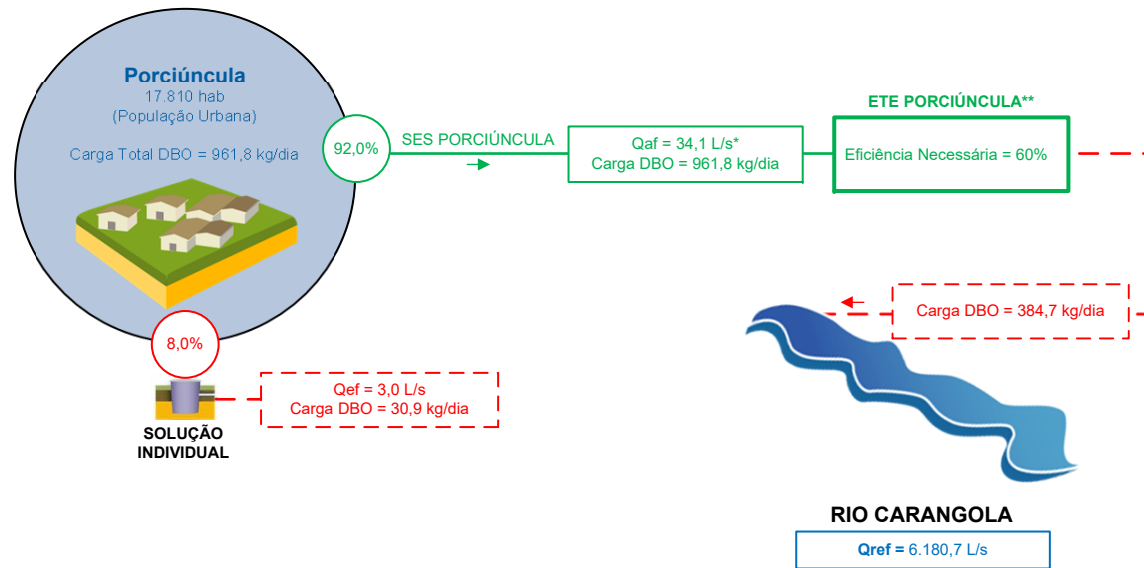 Porciúncula
17.810 hab
(População Urbana)
Carga Total DBO = 961,8 kg/dia
92,0%
SES PORCIÚNCULA
Qaf = 34,1 L/s*
Carga DBO = 961,8 kg/dia
ETE PORCIÚNCULA**
Eficiência Necessária = 60%
Carga DBO = 384,7 kg/dia
8,0%
Qef = 3,0 L/s
Carga DBO = 30,9 kg/dia
SOLUÇÃO
INDIVIDUAL
RIO CARANGOLA
Qref = 6.180,7 L/s